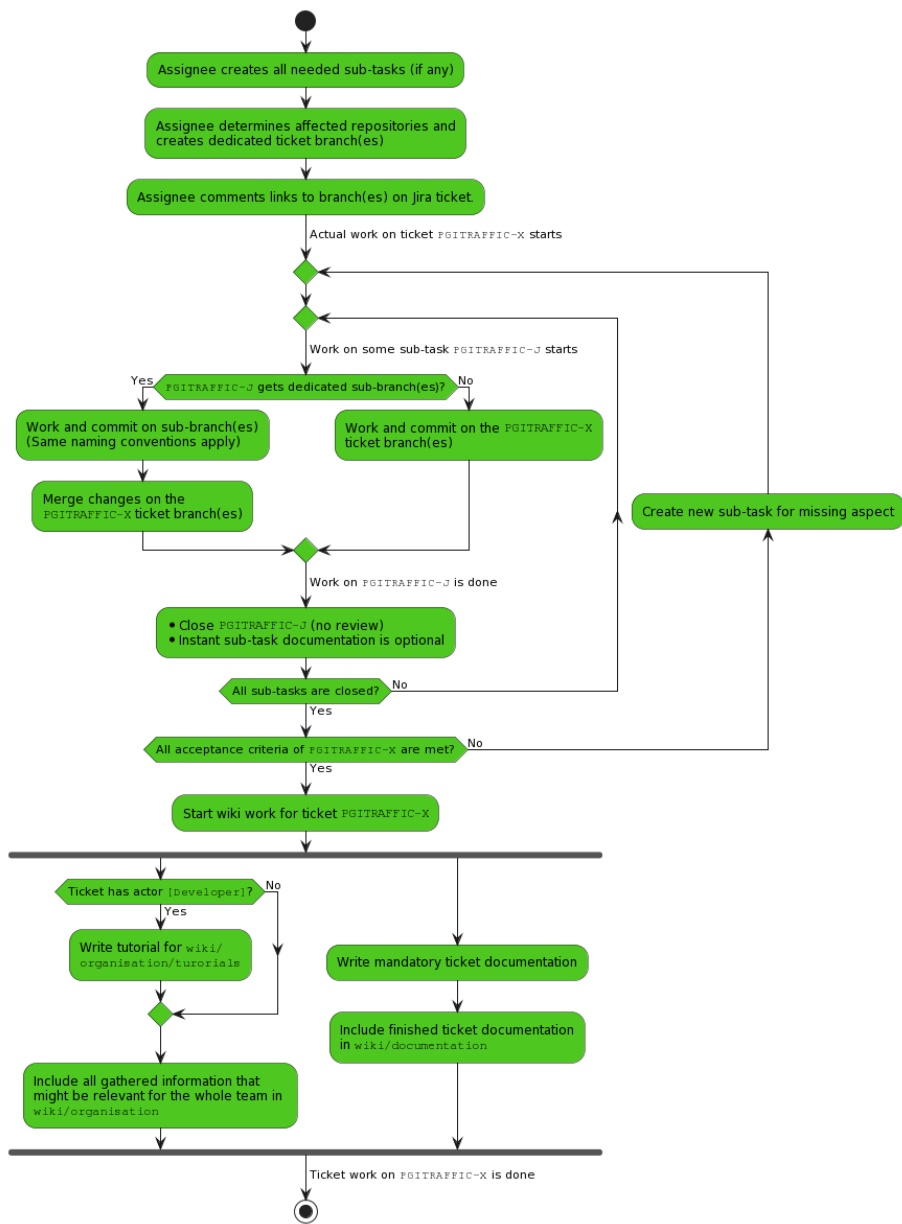 Assignee creates all needed sub-tasks (if any)
Assignee determines affected repositories and
creates dedicated ticket branch(es)
Assignee comments links to branch(es) on Jira ticket.
Actual work on ticket PGITRAFFIC-X starts
Work on some sub-task PGITRAFFIC-J starts
Yes
PGITRAFFIC-J gets dedicated sub-branch(es)?
No
Work and commit on sub-branch(es)
(Same naming conventions apply)
Work and commit on the PGITRAFFIC-X
ticket branch(es)
Merge changes on the
PGITRAFFIC-X ticket branch(es)
Create new sub-task for missing aspect
Work on PGITRAFFIC-J is done
• Close PGITRAFFIC-J (no review)
• Instant sub-task documentation is optional
All sub-tasks are closed?
No
Yes
All acceptance criteria of PGITRAFFIC-X are met?
No
Yes
Start wiki work for ticket PGITRAFFIC-X
Ticket has actor [Developer]?
No
Yes
Write tutorial for wiki/
organisation/turorials
Write mandatory ticket documentation
Include finished ticket documentation
in wiki/documentation
Include all gathered information that
might be relevant for the whole team in
wiki/organisation
Ticket work on PGITRAFFIC-X is done